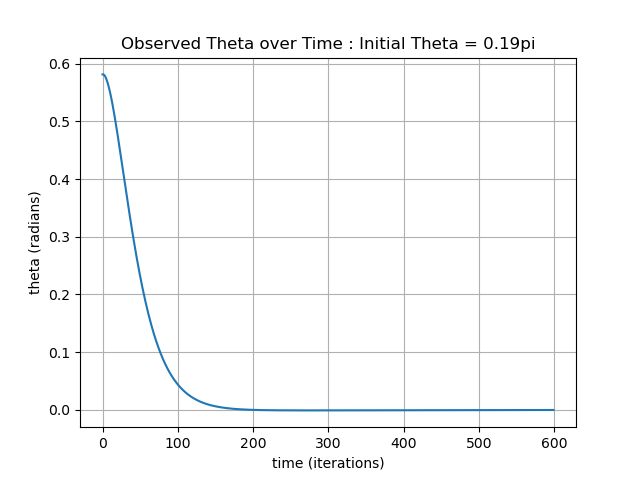 Observed Theta over Time : Initial Theta = 0.19pi
theta (radians)
0.6
0.5
0.4
0.3
0.2
0.1
0.0
0 100 200 300 400 500 600
time (iterations)